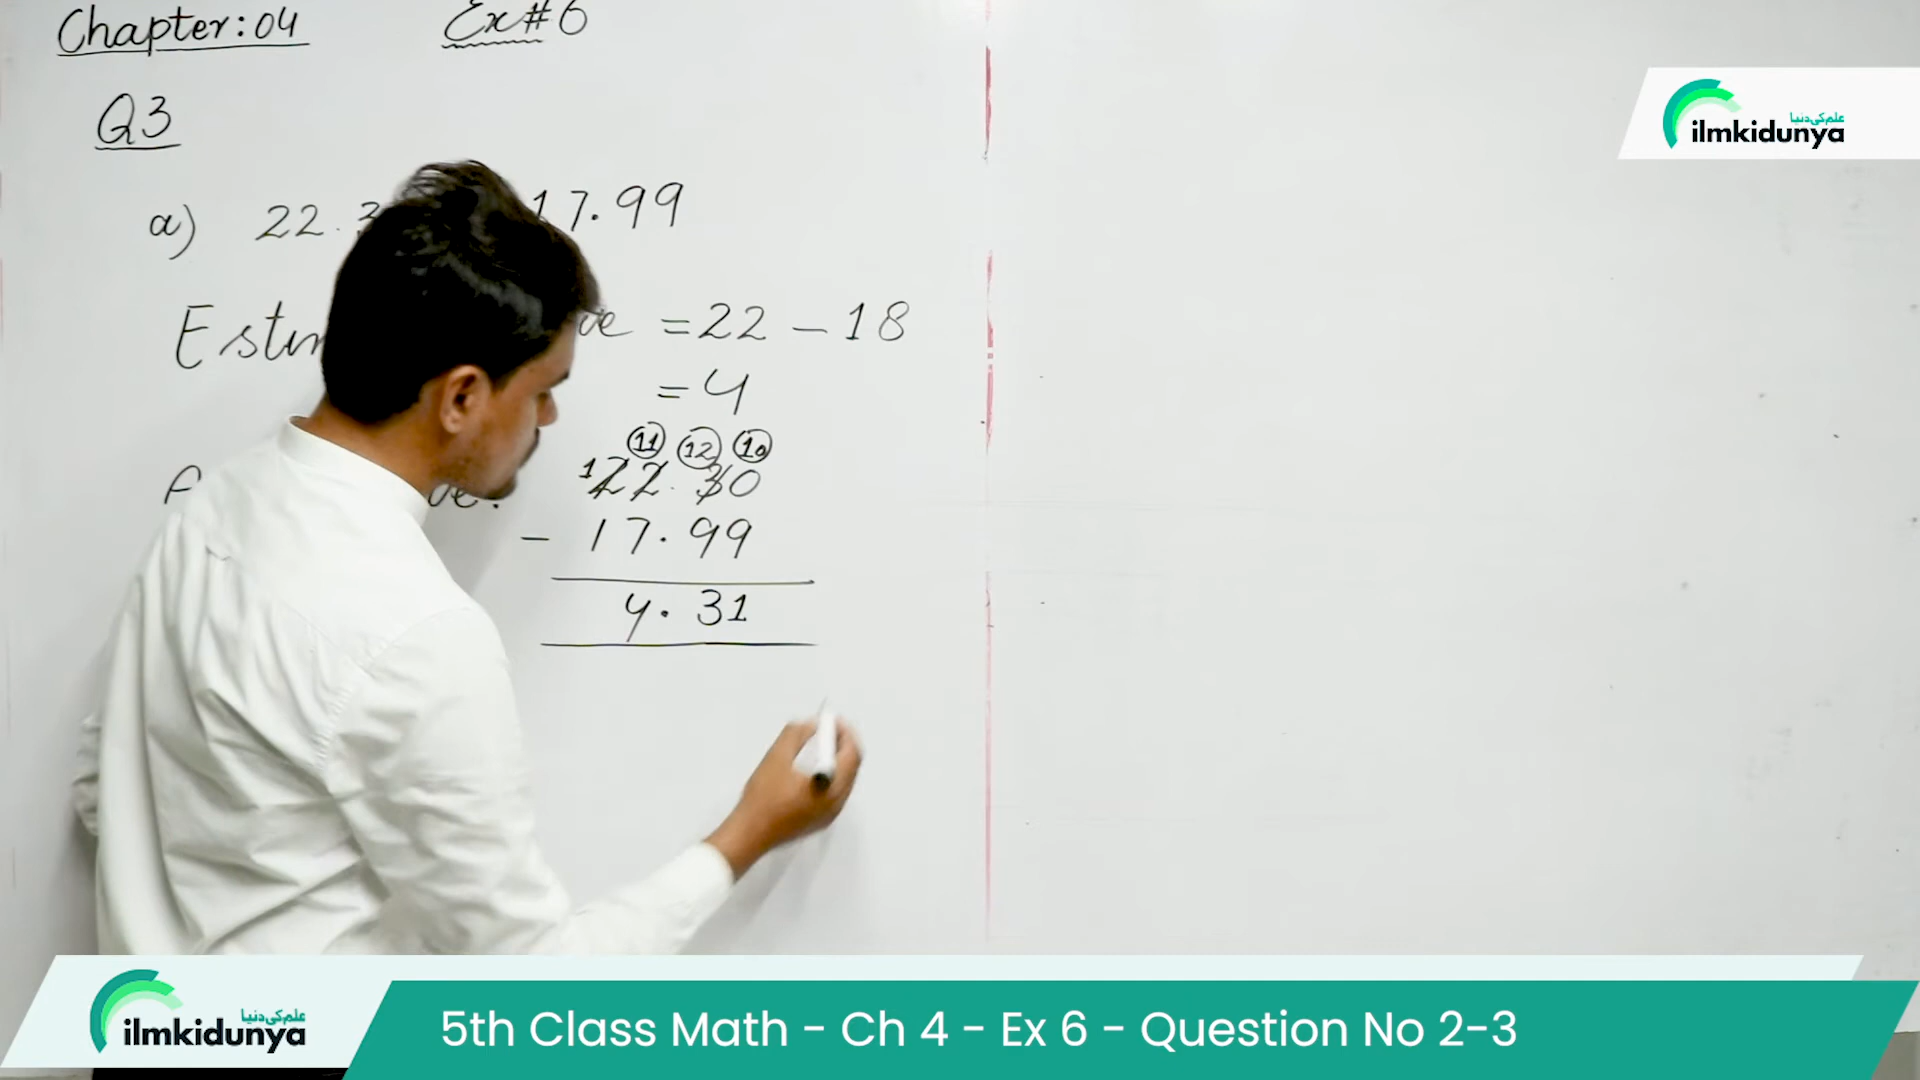 Chapter:04 Ex#6
Q3
a) 22.3 17.99
= 22 - 18
= 4
11 12 10
1 22.30
- 17.99
4.31
علم کی دنیا
ilmkidunya
علم کی دنیا
ilmkidunya
5th Class Math - Ch 4 - Ex 6 - Question No 2-3